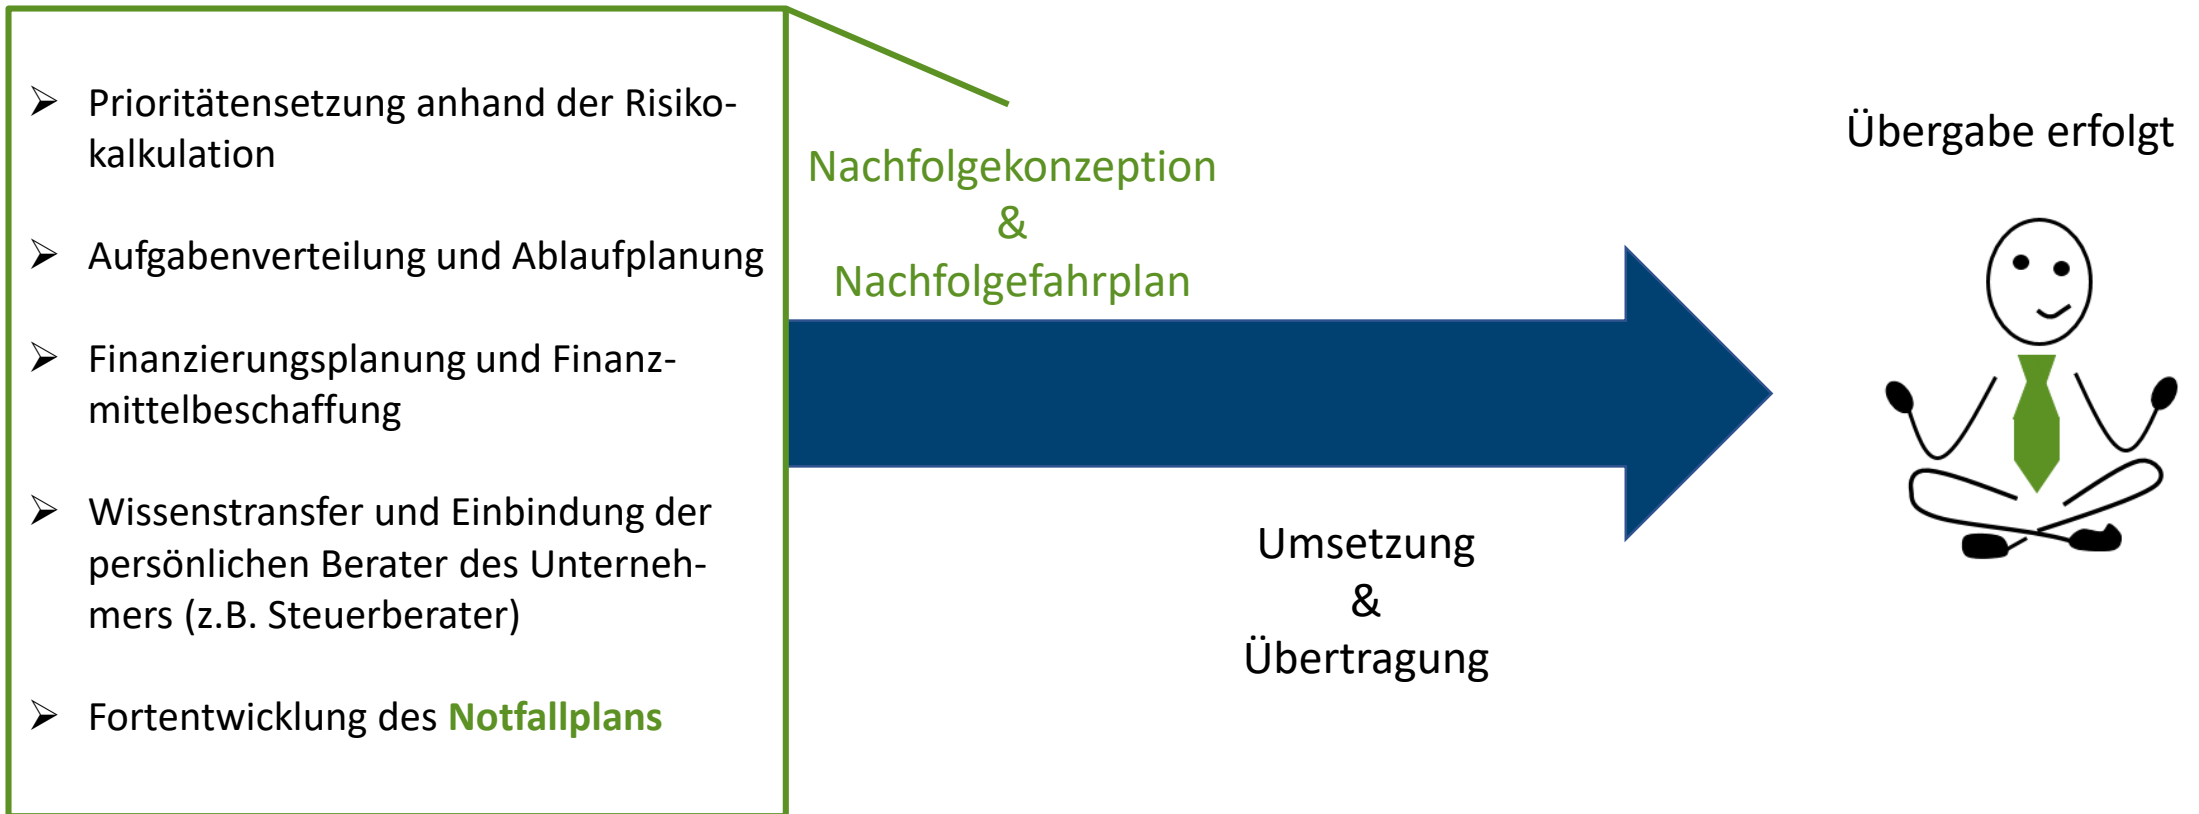 Prioritätensetzung anhand der Risiko-
kalkulation
Aufgabenverteilung und Ablaufplanung
Finanzierungsplanung und Finanz-
mittelbeschaffung
Wissenstransfer und Einbindung der
persönlichen Berater des Unterneh-
mers (z.B. Steuerberater)
Fortentwicklung des Notfallplans
Nachfolgekonzeption
&
Nachfolgefahrplan
Umsetzung
&
Übertragung
Übergabe erfolgt